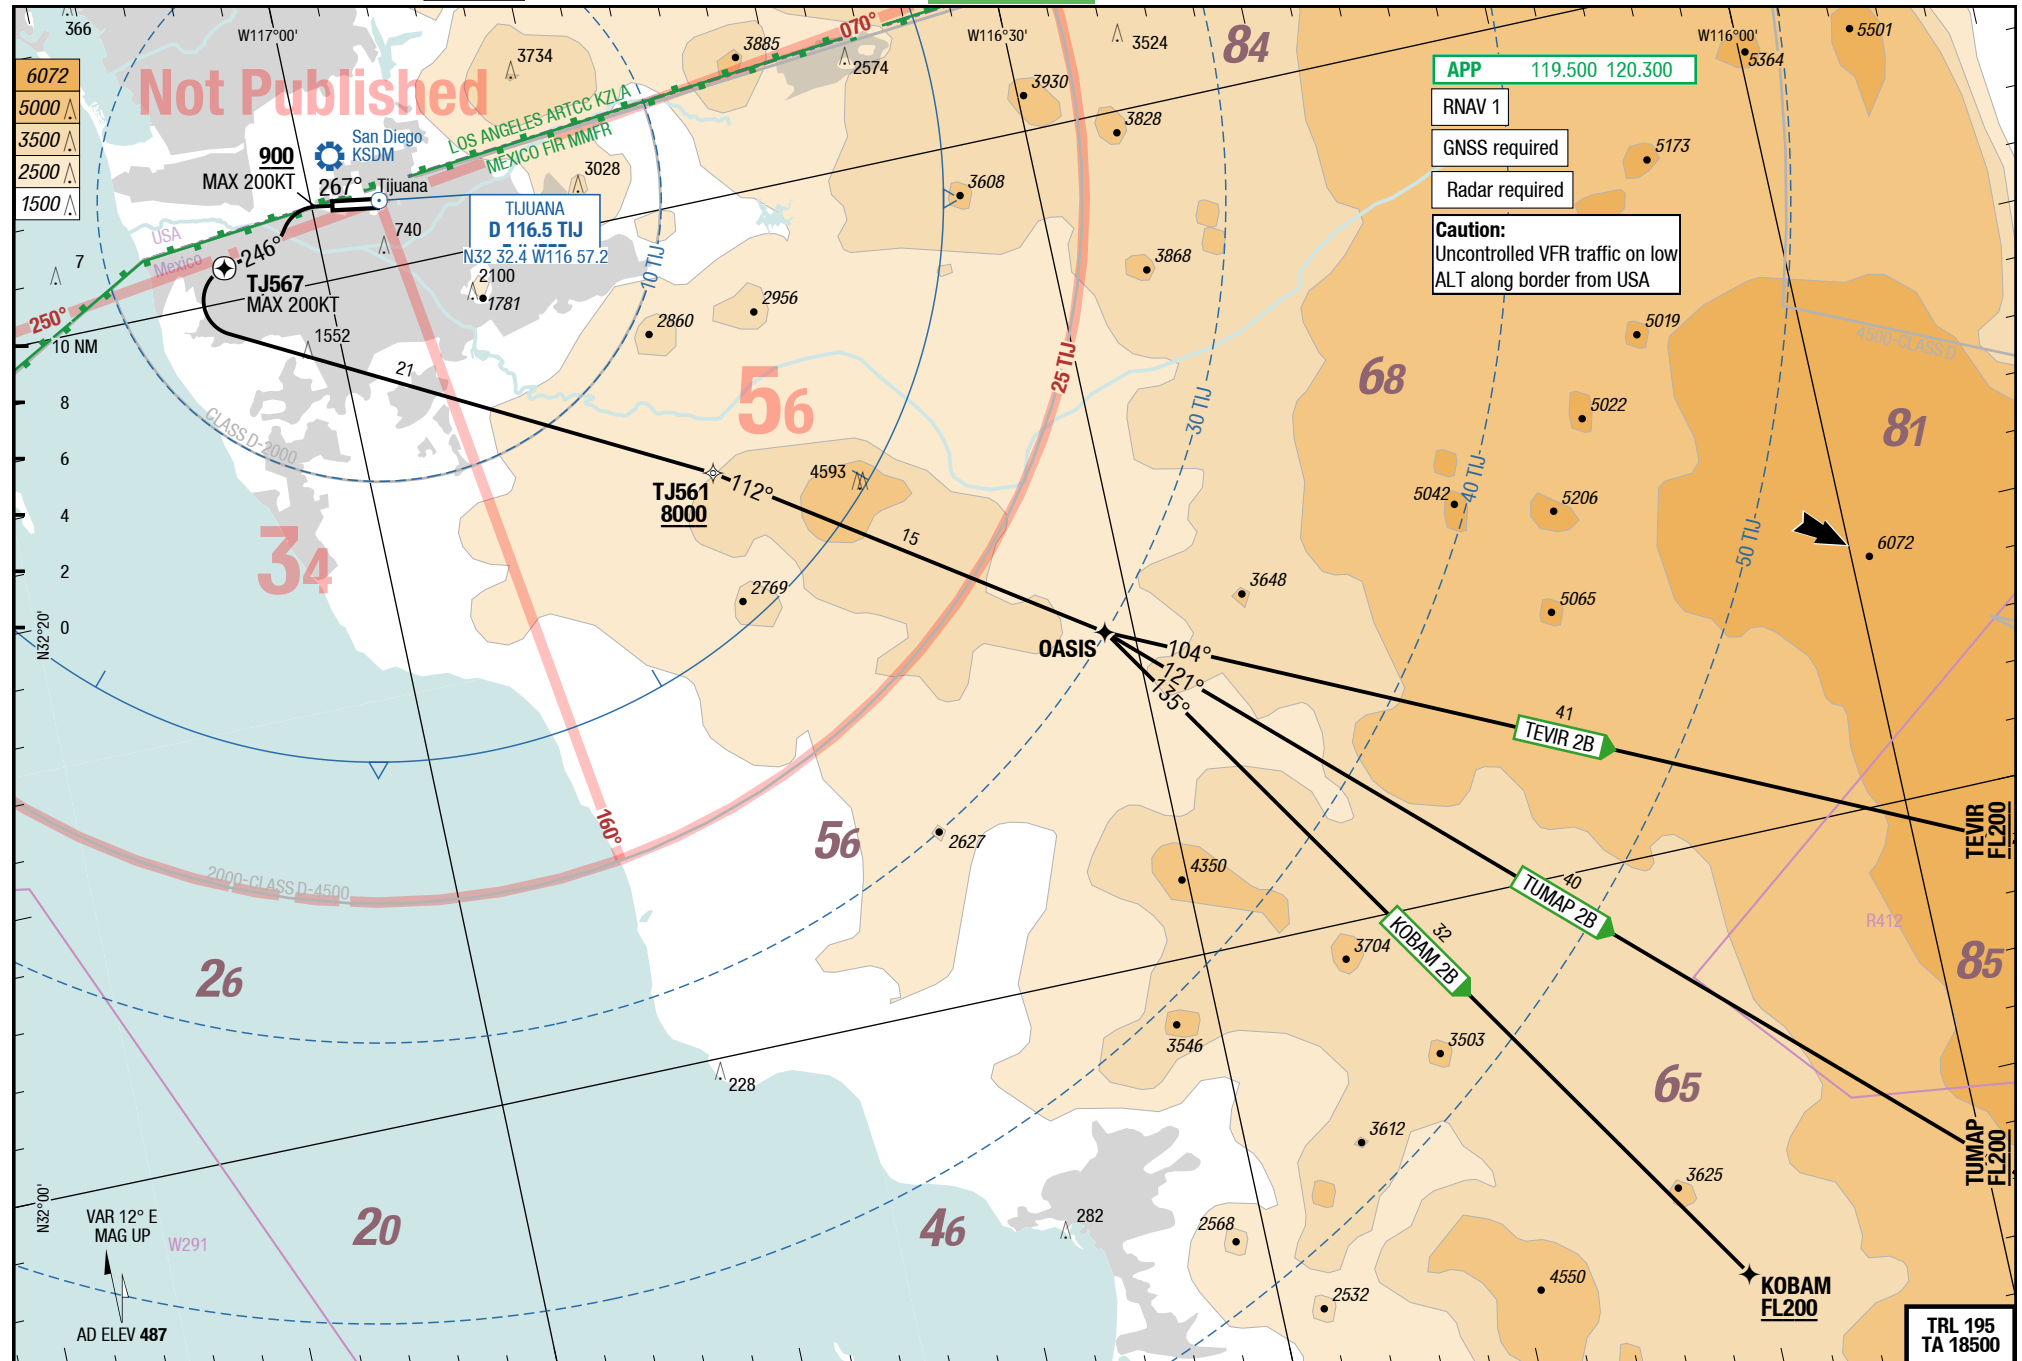 366
W117°00'
3734
3885
070°
2574
W116°30'
3524
84
W116°00'
5364
5501
6072
5000
3500
2500
1500
Not Published
LOS ANGELES ARTCC KZLA
MEXICO FIR MMFR
San Diego
KSDM
900
MAX 200KT
267°
Tijuana
3028
3930
3828
3608
APP 119.500 120.300
RNAV 1
GNSS required
Radar required
5173
Caution:
Uncontrolled VFR traffic on low
ALT along border from USA
TIJUANA
D 116.5 TIJ
N32 32.4 W116 57.2
740
USA
Mexico
246°
7
TJ567
MAX 200KT
2100
1781
10 TIJ
2956
2860
3868
250°
10 NM
1552
21
25 TIJ
30 TIJ
5019
4500-CLASS D
68
56
5022
81
8
6
4
2
0
CLASS D-2000
TJ561
8000
112°
4593
15
5042
40 TIJ
5206
50 TIJ
6072
34
2769
3648
5065
N32°20'
OASIS
104°
121°
135°
41
TEVIR 2B
TEVIR
FL200
160°
56
2627
4350
2000-CLASS D-4500
40
TUMAP 2B
32
KOBAM 2B
R412
3704
85
26
3546
3503
228
65
3612
TUMAP
FL200
3625
N32°00'
VAR 12° E
MAG UP
W291
20
46
282
2568
4550
2532
KOBAM
FL200
AD ELEV 487
TRL 195
TA 18500